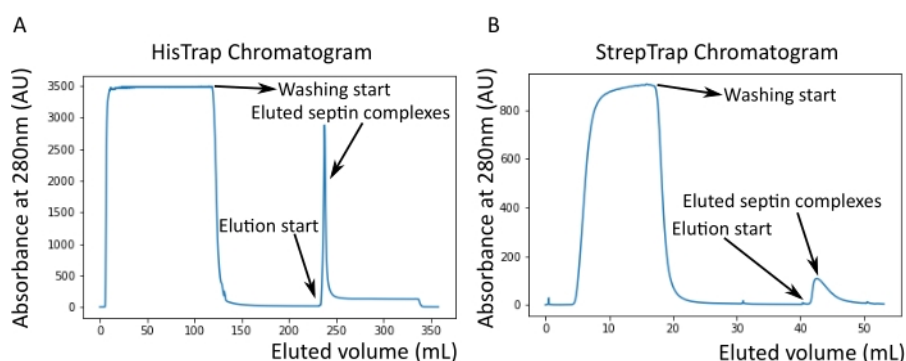 A
HisTrap Chromatogram
Absorbance at 280nm (AU)
3500
3000
2500
2000
1500
1000
500
0
Washing start
Eluted septin complexes
Elution start
0 50 100 150 200 250 300 350
Eluted volume (mL)
B
StrepTrap Chromatogram
Absorbance at 280nm (AU)
800
600
400
200
0
Washing start
Eluted septin complexes
Elution start
0 10 20 30 40 50
Eluted volume (mL)